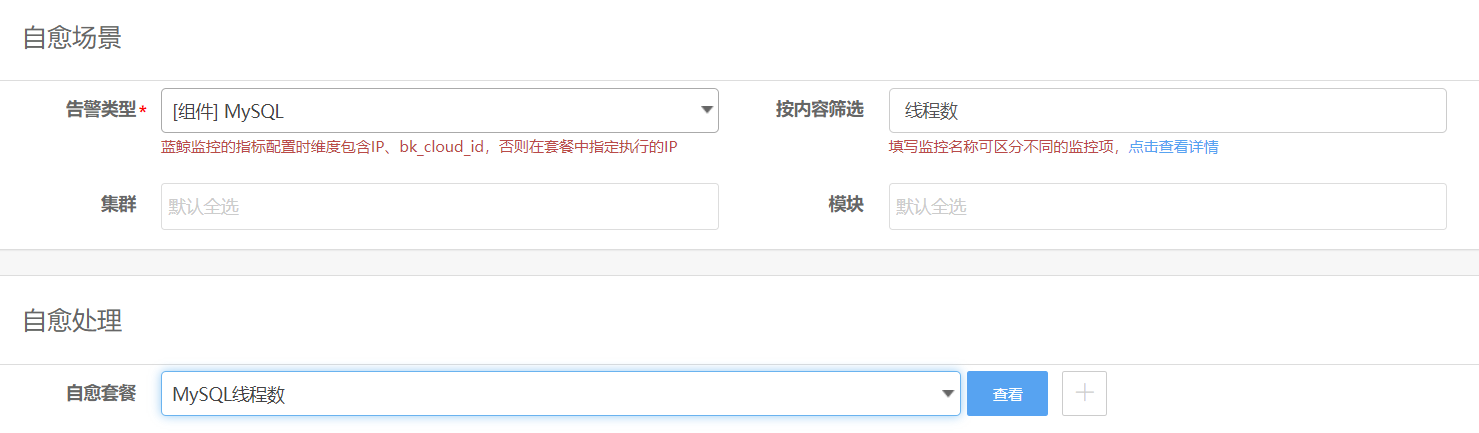 自愈场景
告警类型* [组件] MySQL 按内容筛选 线程数
蓝鲸监控的指标配置时维度包含IP、bk_cloud_id，否则在套餐中指定执行的IP 填写监控名称可区分不同的监控项，点击查看详情
集群 默认全选 模块 默认全选
自愈处理
自愈套餐 MySQL线程数 查看